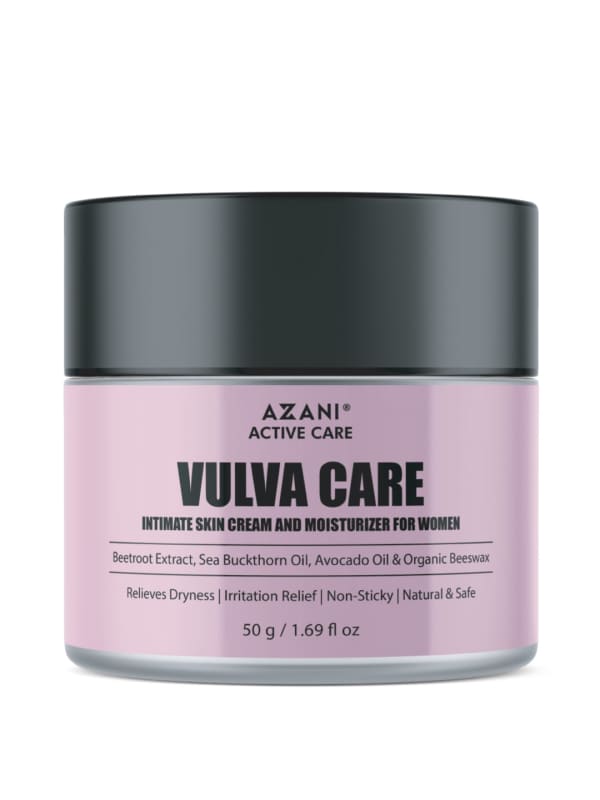 AZANI®
ACTIVE CARE
VULVA CARE
INTIMATE SKIN CREAM AND MOISTURIZER FOR WOMEN
Beetroot Extract, Sea Buckthorn Oil, Avocado Oil & Organic Beeswax
Relieves Dryness | Irritation Relief | Non-Sticky | Natural & Safe
50 g / 1.69 fl oz